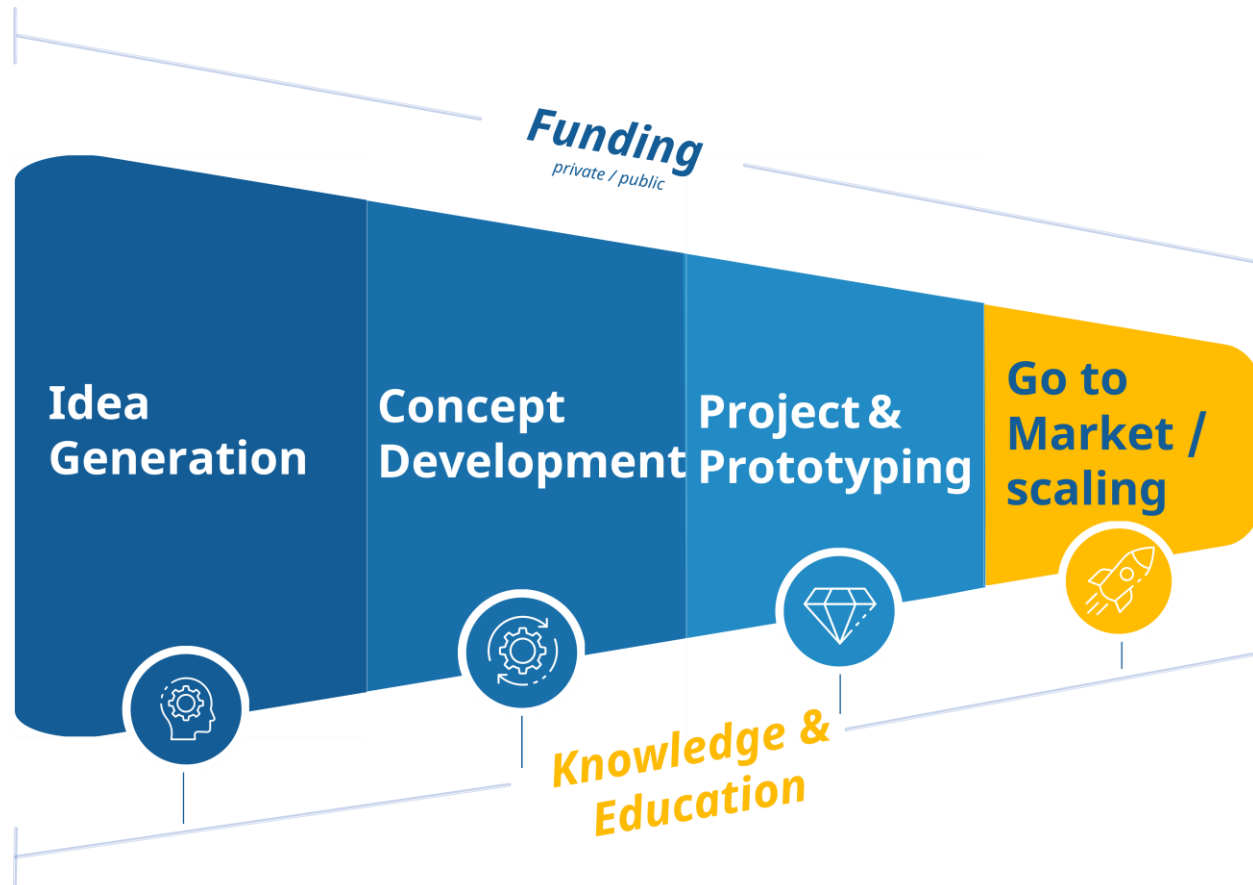 Funding
private / public
Idea
Generation
Concept
Development
Project &
Prototyping
Go to
Market /
scaling
Knowledge &
Education